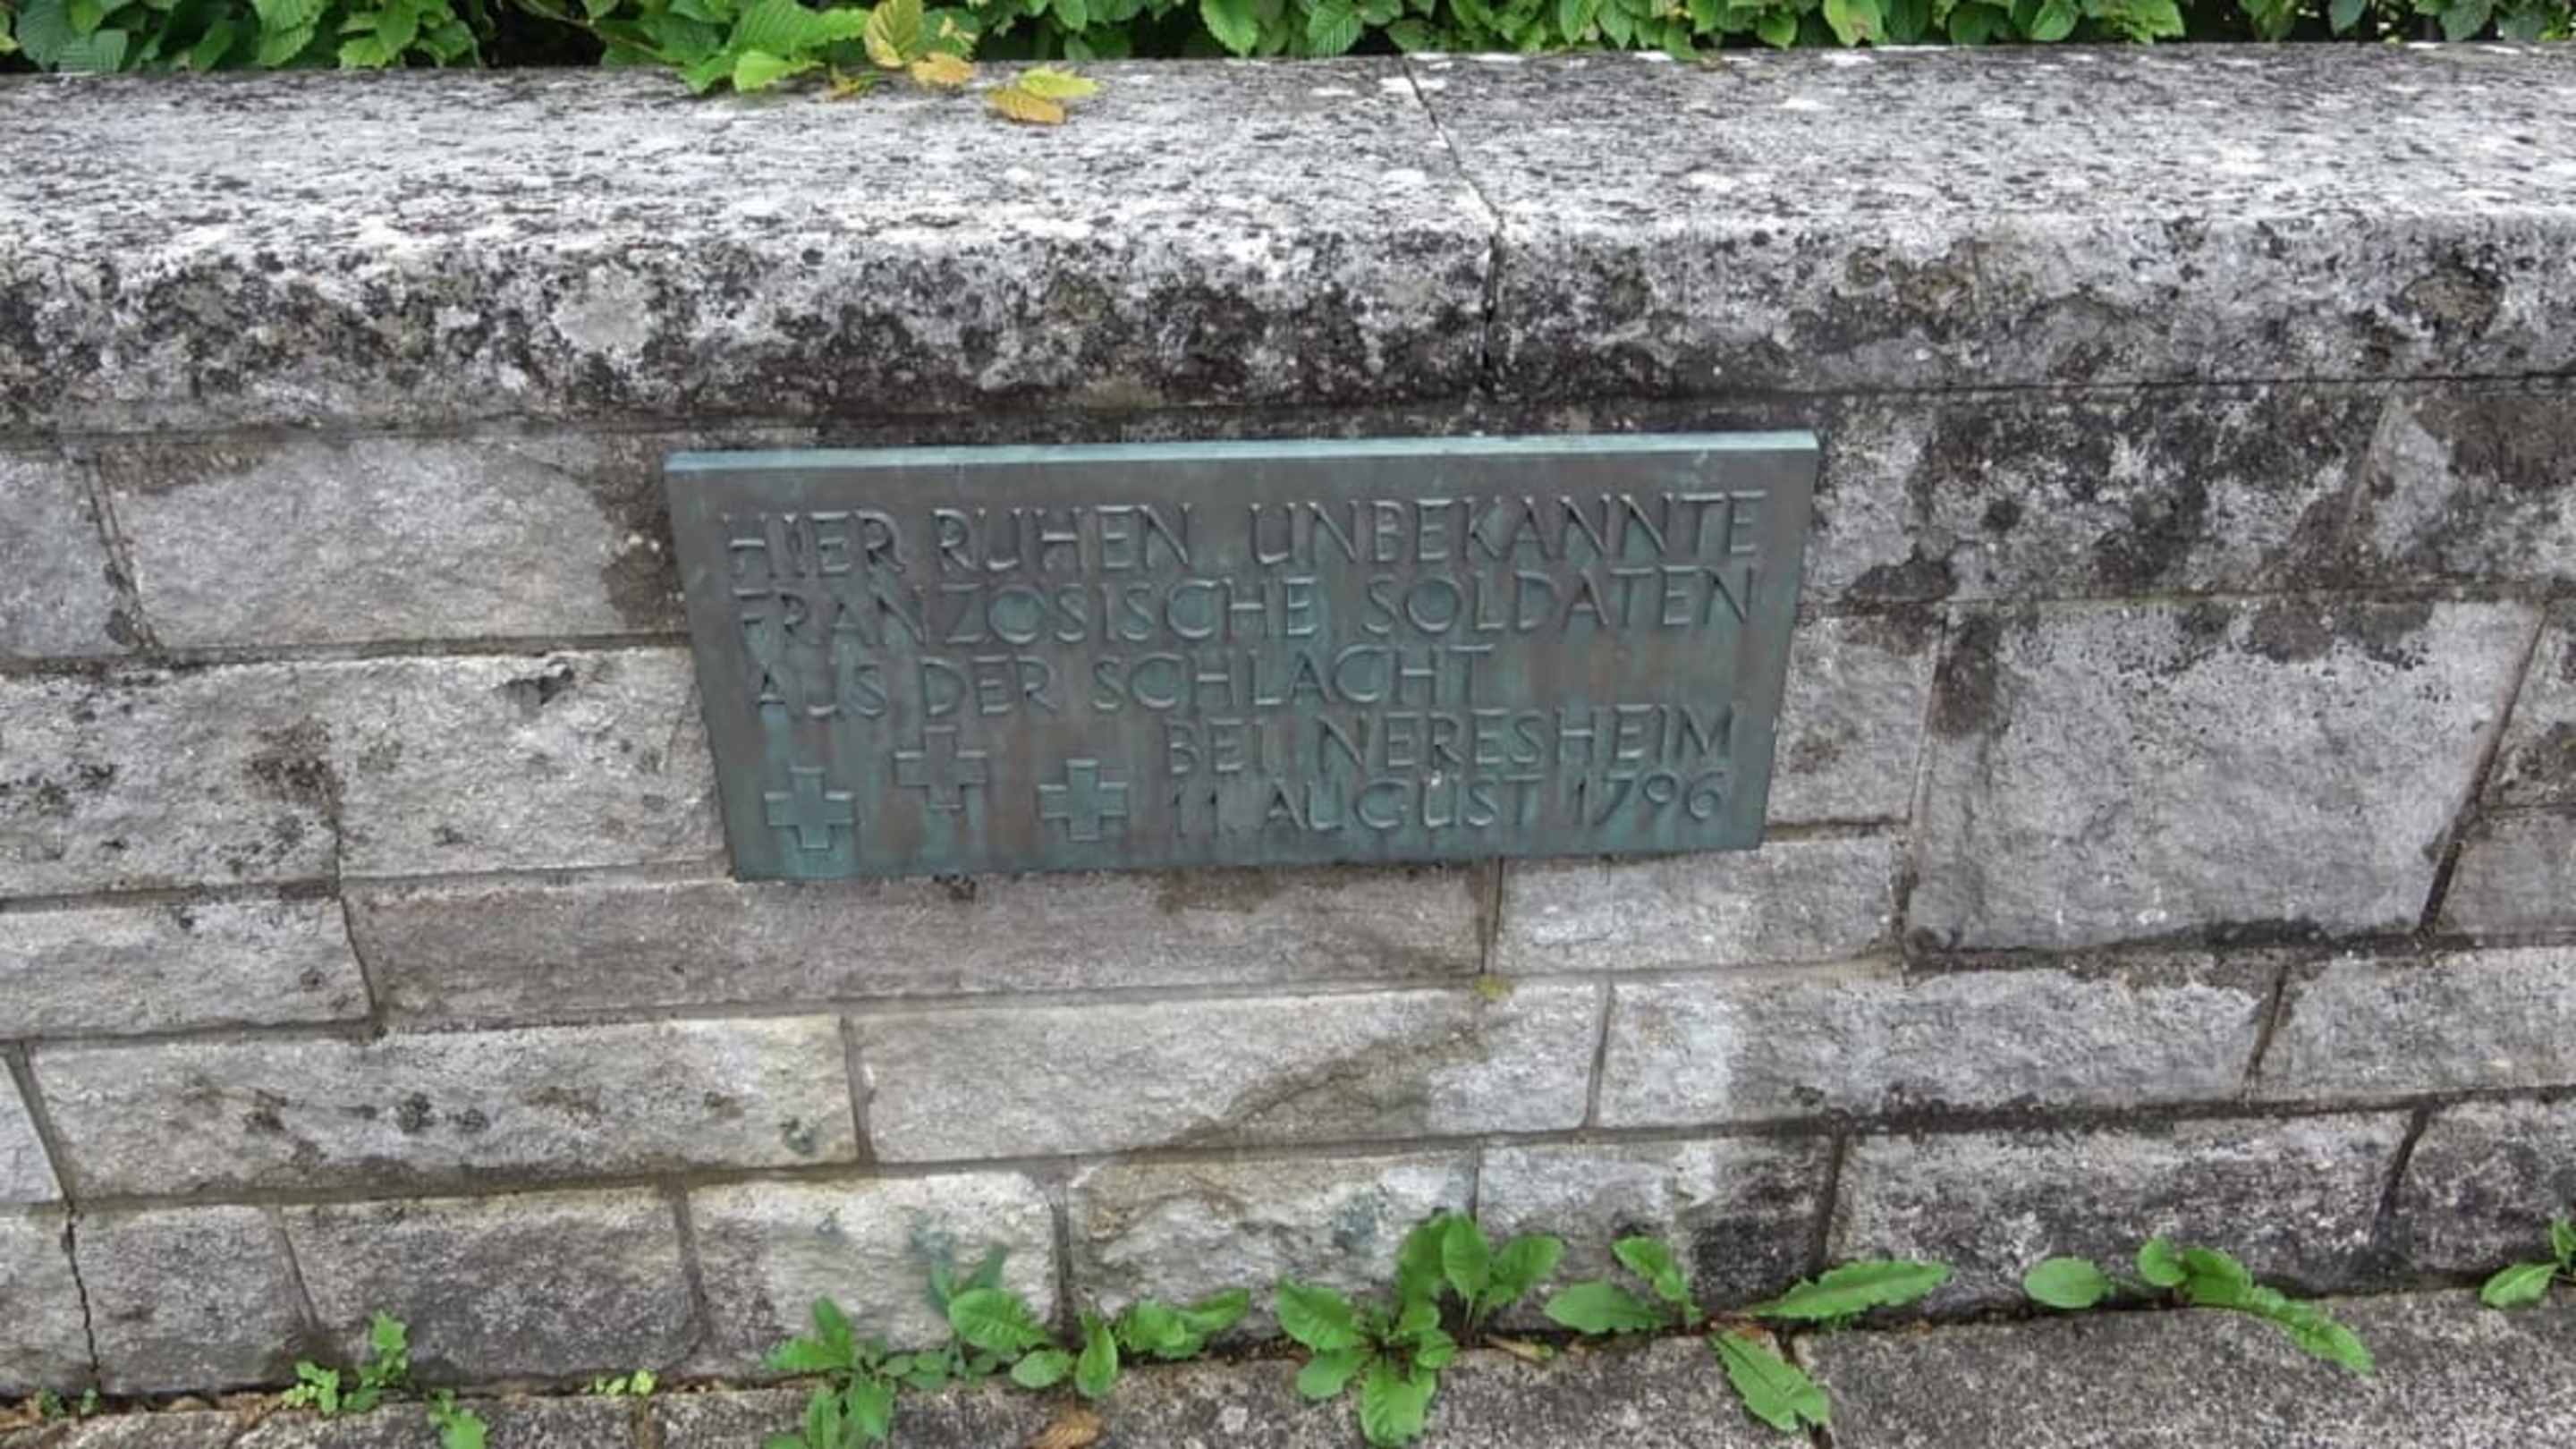 HIER RUHEN UNBEKANNTE
FRANZÖSISCHE SOLDATEN
AUS DER SCHLACHT
BEI NERESHEIM
11. AUGUST 1796